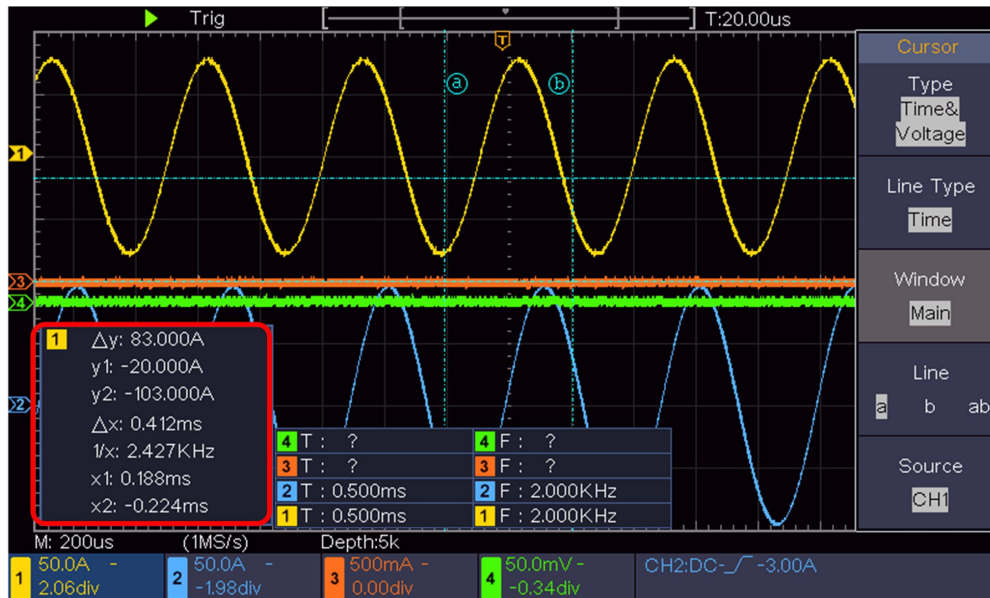 Trig T:20.00us
T
Cursor
Type
Time&
Voltage
Line Type
Time
Window
Main
Line
a b ab
Source
CH1
a b
1
3
4
2
1 △y: 83.000A
y1: -20.000A
y2: -103.000A
△x: 0.412ms
1/x: 2.427KHz
x1: 0.188ms
x2: -0.224ms
4 T : ? 4 F : ?
3 T : ? 3 F : ?
2 T : 0.500ms 2 F : 2.000KHz
1 T : 0.500ms 1 F : 2.000KHz
M: 200us (1MS/s) Depth:5k
1 50.0A - 2.06div
2 50.0A - -1.98div
3 500mA - 0.00div
4 50.0mV - -0.34div
CH2:DC-_/¯ -3.00A